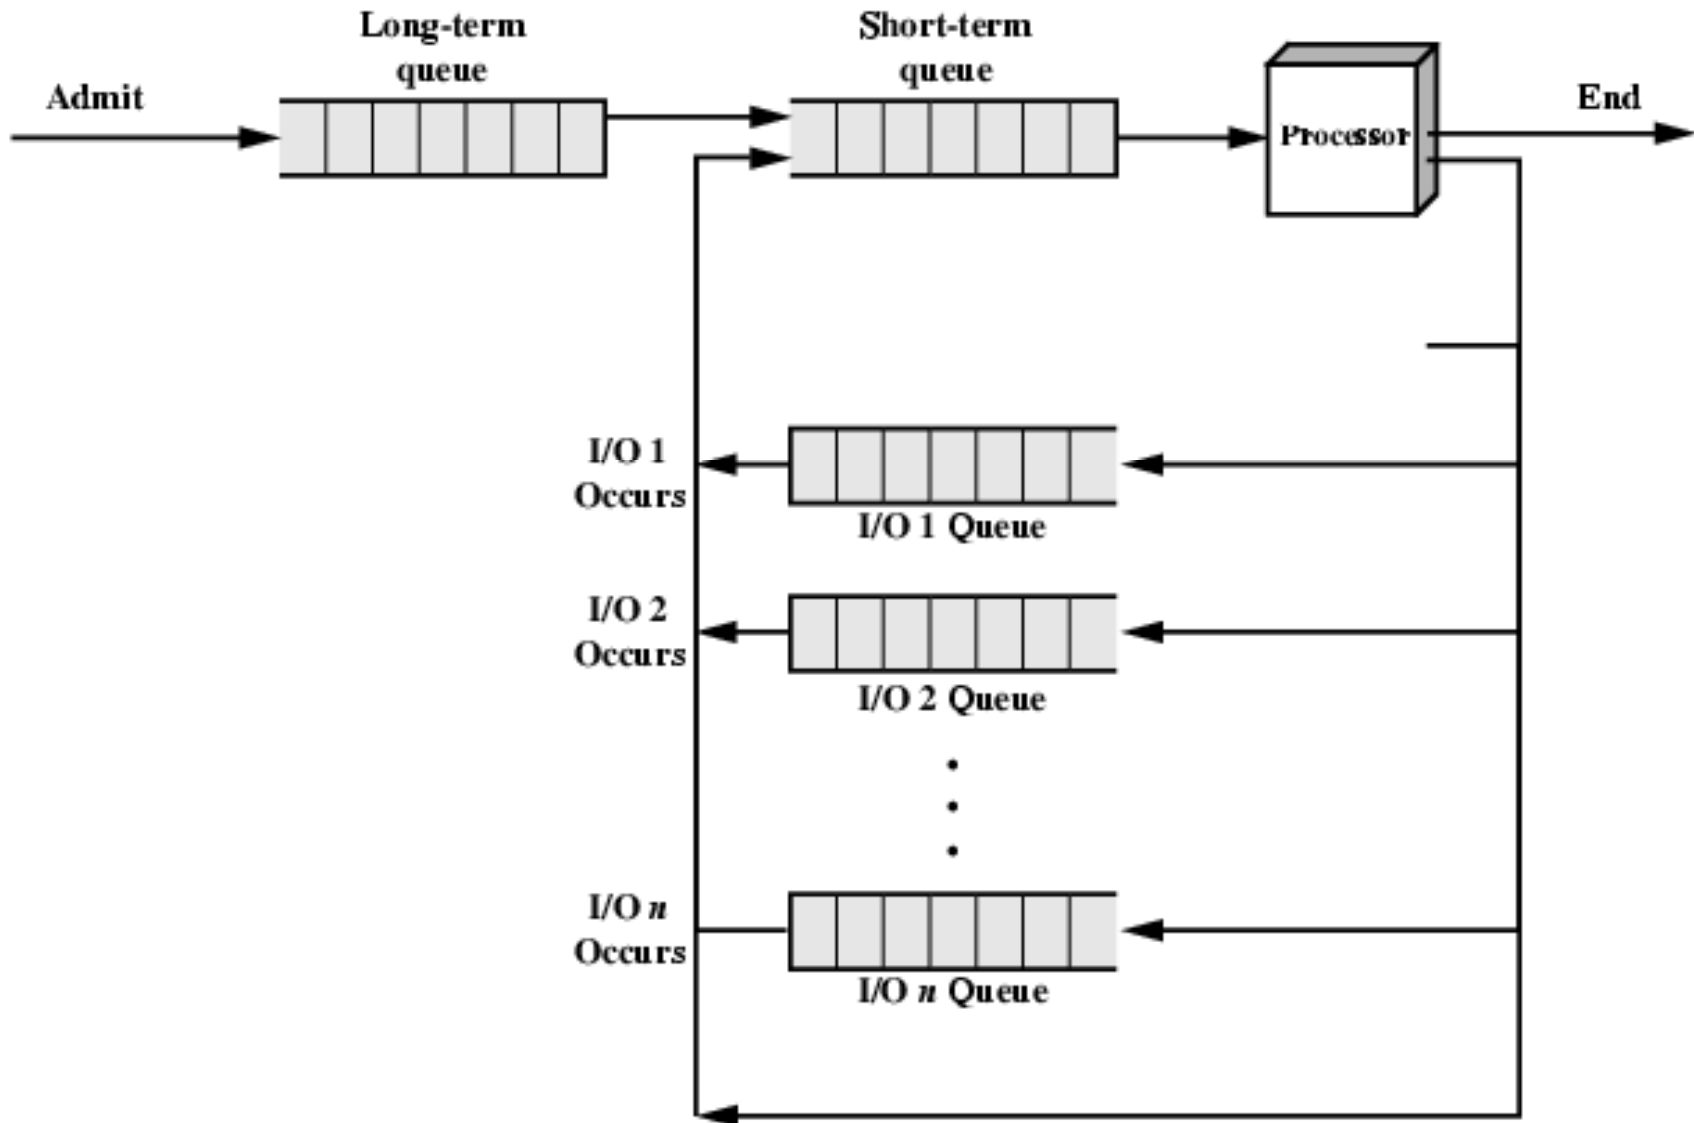 Long-term
queue
Short-term
queue
Admit
End
Processor
I/O 1
Occurs
I/O 1 Queue
I/O 2
Occurs
I/O 2 Queue
I/O n
Occurs
I/O n Queue